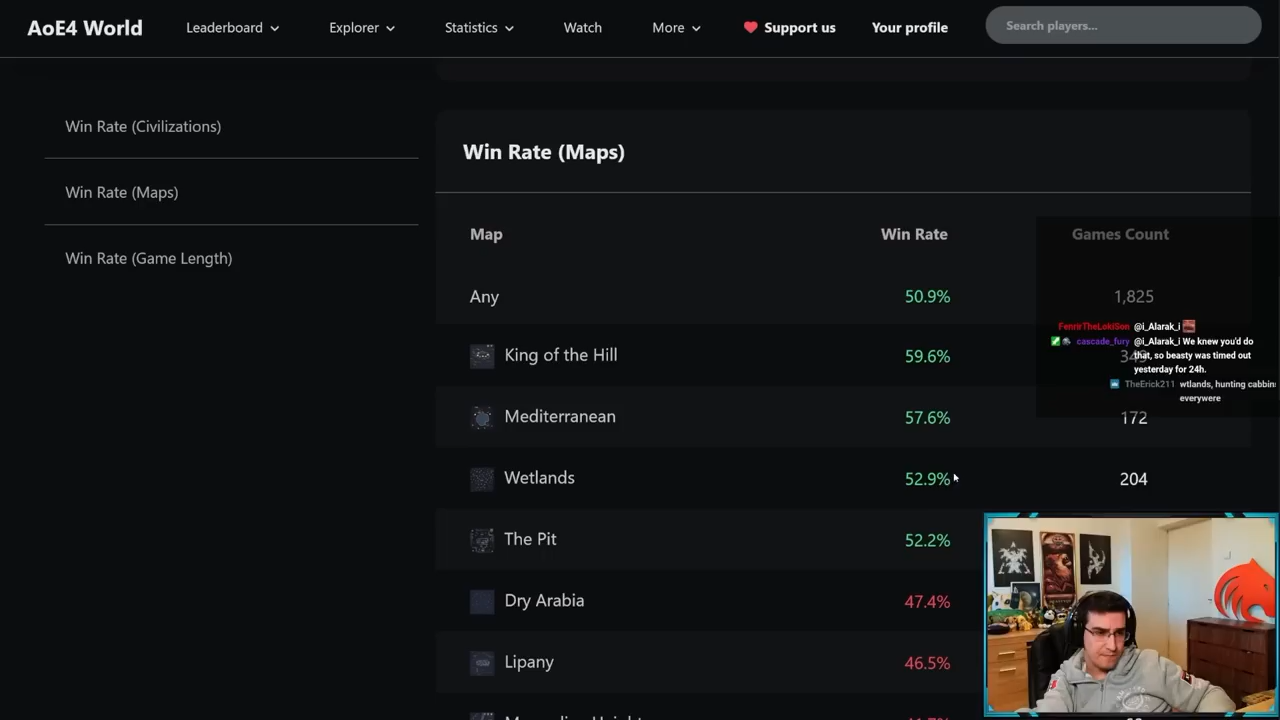 AoE4 World
Leaderboard
Explorer
Statistics
Watch
More
Support us
Your profile
Search players...
Win Rate (Civilizations)
Win Rate (Maps)
Win Rate (Game Length)
Win Rate (Maps)
Map Win Rate Games Count
Any 50.9% 1,825
King of the Hill 59.6%
Mediterranean 57.6% 172
Wetlands 52.9% 204
The Pit 52.2%
Dry Arabia 47.4%
Lipany 46.5%
FenrirTheLokiSon @i_Alarak_i
cascade_fury @i_Alarak_i We knew you'd do
that, so beasty was timed out
yesterday for 24h.
TheErick211 wtlands, hunting cabbin
everywere